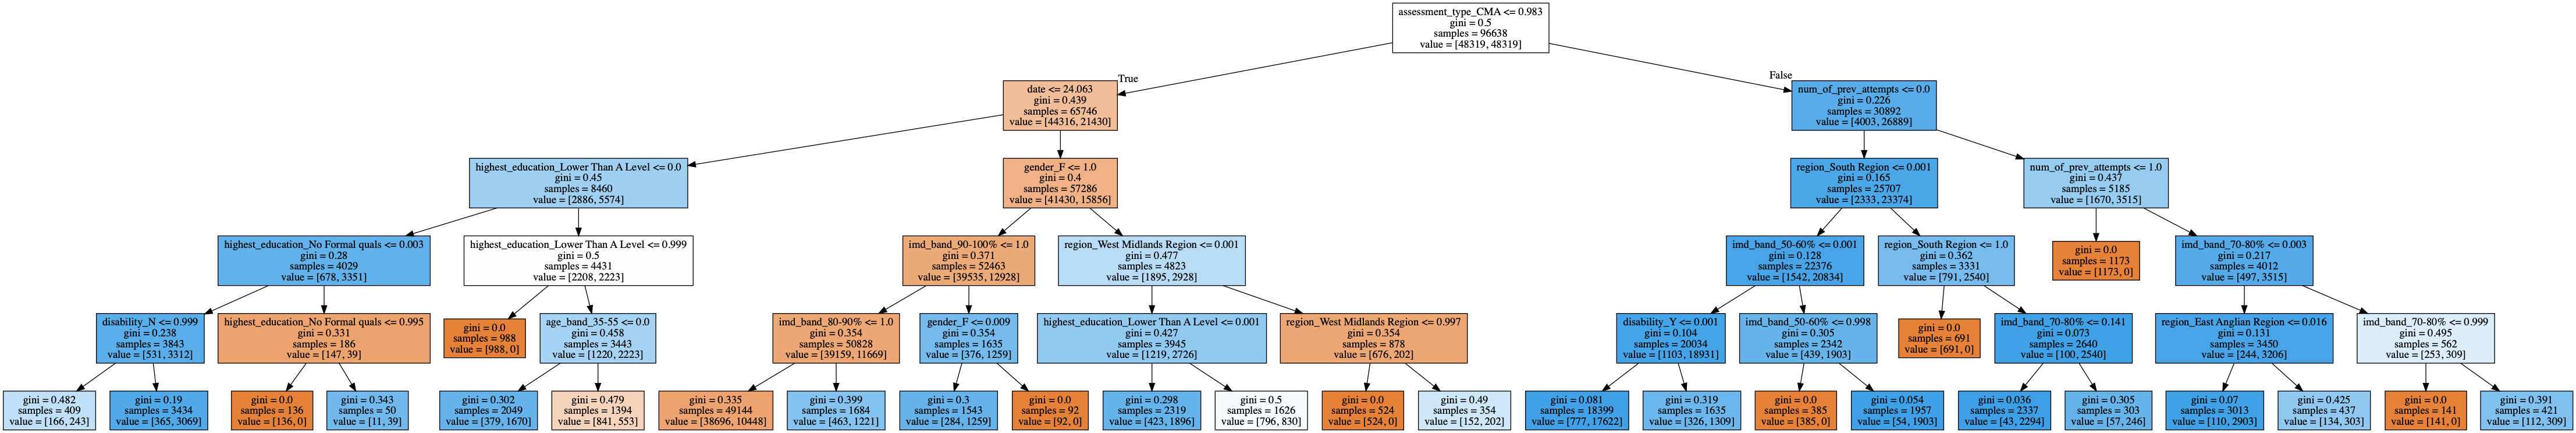 assessment_type_CMA <= 0.983
gini = 0.5
samples = 96638
value = [48319, 48319]
True
False
date <= 24.063
gini = 0.439
samples = 65746
value = [44316, 21430]
num_of_prev_attempts <= 0.0
gini = 0.226
samples = 30892
value = [4003, 26889]
highest_education_Lower Than A Level <= 0.0
gini = 0.45
samples = 8460
value = [2886, 5574]
gender_F <= 1.0
gini = 0.4
samples = 57286
value = [41430, 15856]
region_South Region <= 0.001
gini = 0.165
samples = 25707
value = [2333, 23374]
num_of_prev_attempts <= 1.0
gini = 0.437
samples = 5185
value = [1670, 3515]
highest_education_No Formal quals <= 0.003
gini = 0.28
samples = 4029
value = [678, 3351]
highest_education_Lower Than A Level <= 0.999
gini = 0.5
samples = 4431
value = [2208, 2223]
imd_band_90-100% <= 1.0
gini = 0.371
samples = 52463
value = [39535, 12928]
region_West Midlands Region <= 0.001
gini = 0.477
samples = 4823
value = [1895, 2928]
imd_band_50-60% <= 0.001
gini = 0.128
samples = 22376
value = [1542, 20834]
region_South Region <= 1.0
gini = 0.362
samples = 3331
value = [791, 2540]
gini = 0.0
samples = 1173
value = [1173, 0]
imd_band_70-80% <= 0.003
gini = 0.217
samples = 4012
value = [497, 3515]
disability_N <= 0.999
gini = 0.238
samples = 3843
value = [531, 3312]
highest_education_No Formal quals <= 0.995
gini = 0.331
samples = 186
value = [147, 39]
gini = 0.0
samples = 988
value = [988, 0]
age_band_35-55 <= 0.0
gini = 0.458
samples = 3443
value = [1220, 2223]
imd_band_80-90% <= 1.0
gini = 0.354
samples = 50828
value = [39159, 11669]
gender_F <= 0.009
gini = 0.354
samples = 1635
value = [376, 1259]
highest_education_Lower Than A Level <= 0.001
gini = 0.427
samples = 3945
value = [1219, 2726]
region_West Midlands Region <= 0.997
gini = 0.354
samples = 878
value = [676, 202]
disability_Y <= 0.001
gini = 0.104
samples = 20034
value = [1103, 18931]
imd_band_50-60% <= 0.998
gini = 0.305
samples = 2342
value = [439, 1903]
gini = 0.0
samples = 691
value = [691, 0]
imd_band_70-80% <= 0.141
gini = 0.073
samples = 2640
value = [100, 2540]
region_East Anglian Region <= 0.016
gini = 0.131
samples = 3450
value = [244, 3206]
imd_band_70-80% <= 0.999
gini = 0.495
samples = 562
value = [253, 309]
gini = 0.482
samples = 409
value = [166, 243]
gini = 0.19
samples = 3434
value = [365, 3069]
gini = 0.0
samples = 136
value = [136, 0]
gini = 0.343
samples = 50
value = [11, 39]
gini = 0.302
samples = 2049
value = [379, 1670]
gini = 0.479
samples = 1394
value = [841, 553]
gini = 0.335
samples = 49144
value = [38696, 10448]
gini = 0.399
samples = 1684
value = [463, 1221]
gini = 0.3
samples = 1543
value = [284, 1259]
gini = 0.0
samples = 92
value = [92, 0]
gini = 0.298
samples = 2319
value = [423, 1896]
gini = 0.5
samples = 1626
value = [796, 830]
gini = 0.0
samples = 524
value = [524, 0]
gini = 0.49
samples = 354
value = [152, 202]
gini = 0.081
samples = 18399
value = [777, 17622]
gini = 0.319
samples = 1635
value = [326, 1309]
gini = 0.0
samples = 385
value = [385, 0]
gini = 0.054
samples = 1957
value = [54, 1903]
gini = 0.036
samples = 2337
value = [43, 2294]
gini = 0.305
samples = 303
value = [57, 246]
gini = 0.07
samples = 3013
value = [110, 2903]
gini = 0.425
samples = 437
value = [134, 303]
gini = 0.0
samples = 141
value = [141, 0]
gini = 0.391
samples = 421
value = [112, 309]